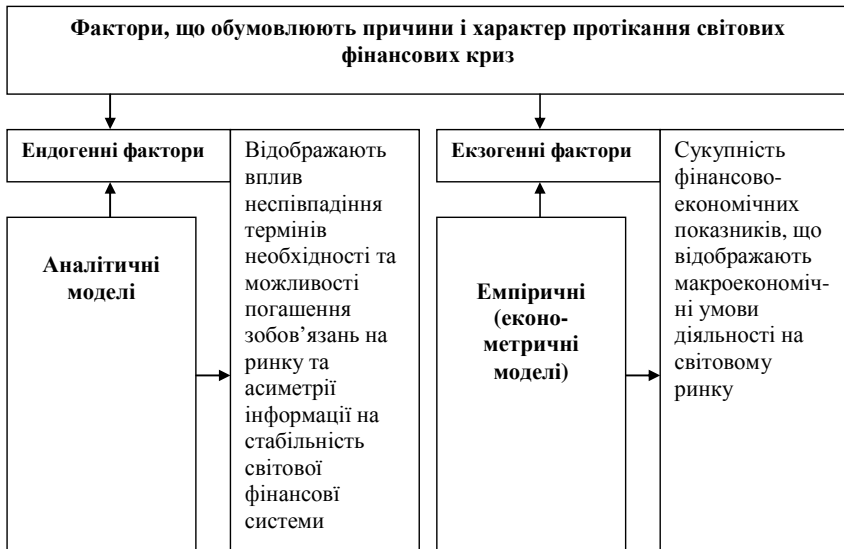 Фактори, що обумовлюють причини і характер протікання світових
фінансових криз
Ендогенні фактори
Відображають
вплив
неспівпадіння
термінів
необхідності та
можливості
погашення
зобов’язань на
ринку та
асиметрії
інформації на
стабільність
світової
фінансової
системи
Аналітичні
моделі
Екзогенні фактори
Сукупність
фінансово-
економічних
показників, що
відображають
макроекономіч-
ні умови
діяльності на
світовому
ринку
Емпіричні
(еконо-
метричні
моделі)